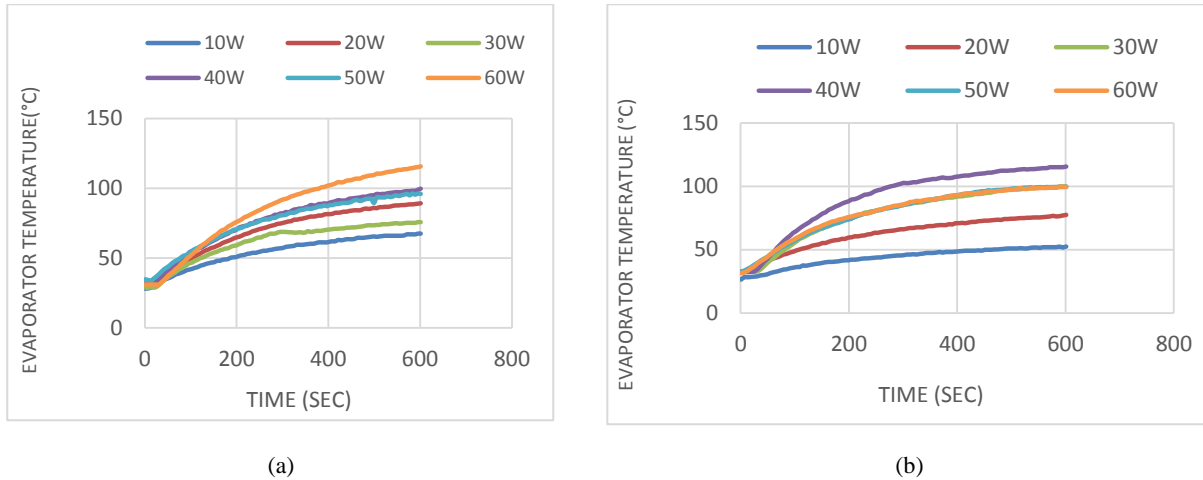 10W 20W 30W
40W 50W 60W
EVAPORATOR TEMPERATURE(°C)
150
100
50
0
0 200 400 600 800
TIME (SEC)
(a)
10W 20W 30W
40W 50W 60W
EVAPORATOR TEMPERATURE (°C)
150
100
50
0
0 200 400 600 800
TIME (SEC)
(b)